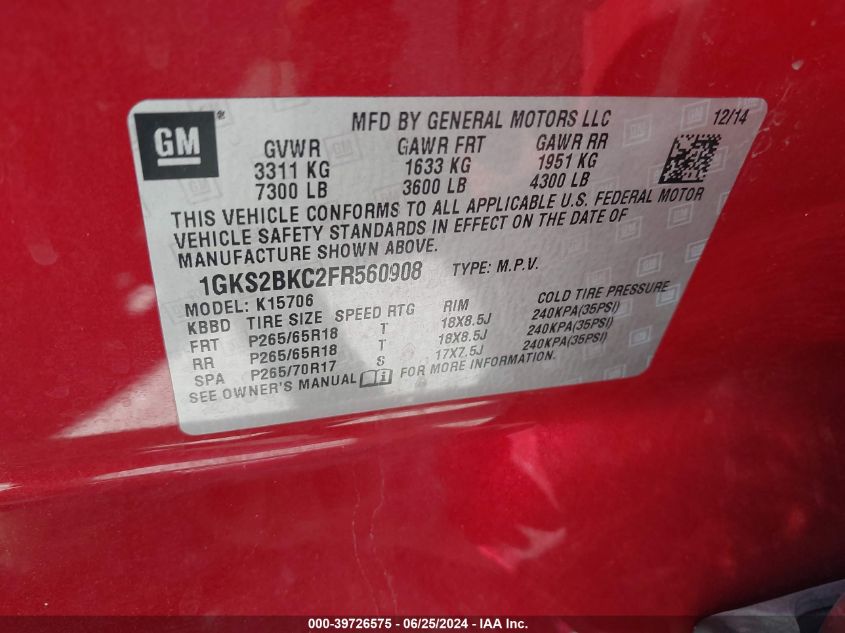 GM ®
MFD BY GENERAL MOTORS LLC 12/14
GVWR GAWR FRT GAWR RR
3311 KG 1633 KG 1951 KG
7300 LB 3600 LB 4300 LB
THIS VEHICLE CONFORMS TO ALL APPLICABLE U.S. FEDERAL MOTOR
VEHICLE SAFETY STANDARDS IN EFFECT ON THE DATE OF
MANUFACTURE SHOWN ABOVE.
1GKS2BKC2FR560908 TYPE: M.P.V.
MODEL: K15706
KBBD TIRE SIZE SPEED RTG RIM COLD TIRE PRESSURE
FRT P265/65R18 T 18X8.5J 240KPA(35PSI)
RR P265/65R18 T 18X8.5J 240KPA(35PSI)
SPA P265/70R17 S 17X7.5J 240KPA(35PSI)
SEE OWNER'S MANUAL FOR MORE INFORMATION.
000-39726575 - 06/25/2024 - IAA Inc.